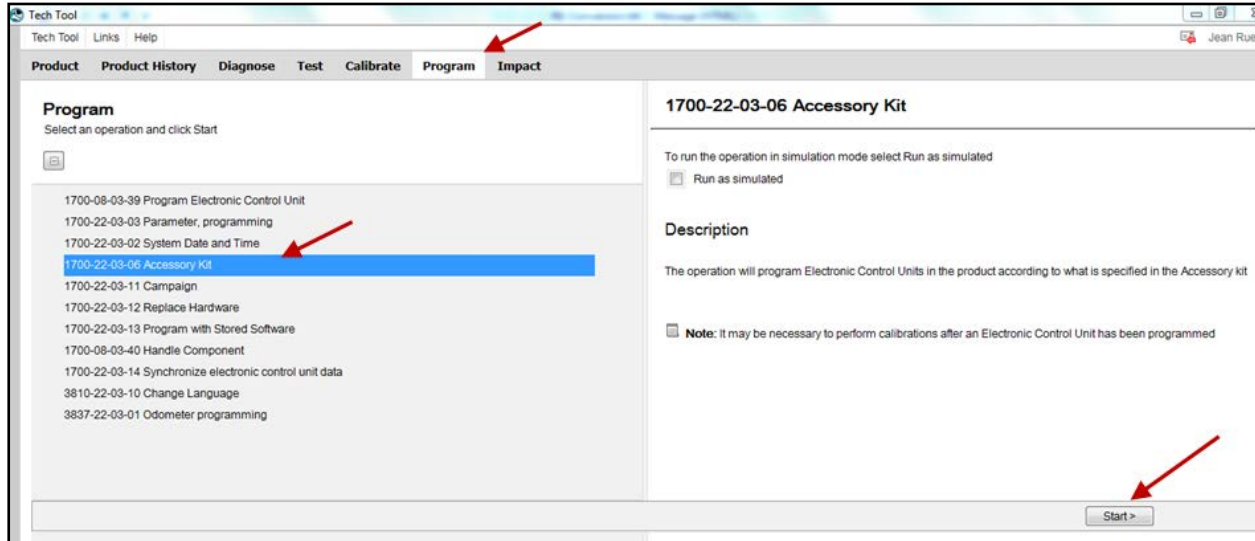 Tech Tool
Tech Tool Links Help
Jean Rue
Product Product History Diagnose Test Calibrate Program Impact
Program
Select an operation and click Start
1700-08-03-39 Program Electronic Control Unit
1700-22-03-03 Parameter, programming
1700-22-03-02 System Date and Time
1700-22-03-06 Accessory Kit
1700-22-03-11 Campaign
1700-22-03-12 Replace Hardware
1700-22-03-13 Program with Stored Software
1700-08-03-40 Handle Component
1700-22-03-14 Synchronize electronic control unit data
3810-22-03-10 Change Language
3837-22-03-01 Odometer programming
1700-22-03-06 Accessory Kit
To run the operation in simulation mode select Run as simulated
Run as simulated
Description
The operation will program Electronic Control Units in the product according to what is specified in the Accessory kit
Note: It may be necessary to perform calibrations after an Electronic Control Unit has been programmed
Start >